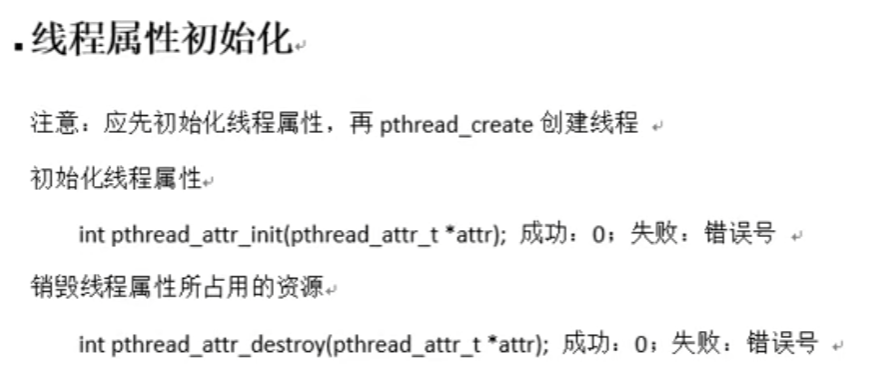 线程属性初始化
注意：应先初始化线程属性，再 pthread_create 创建线程
初始化线程属性
int pthread_attr_init(pthread_attr_t *attr); 成功：0；失败：错误号
销毁线程属性所占用的资源
int pthread_attr_destroy(pthread_attr_t *attr); 成功：0；失败：错误号